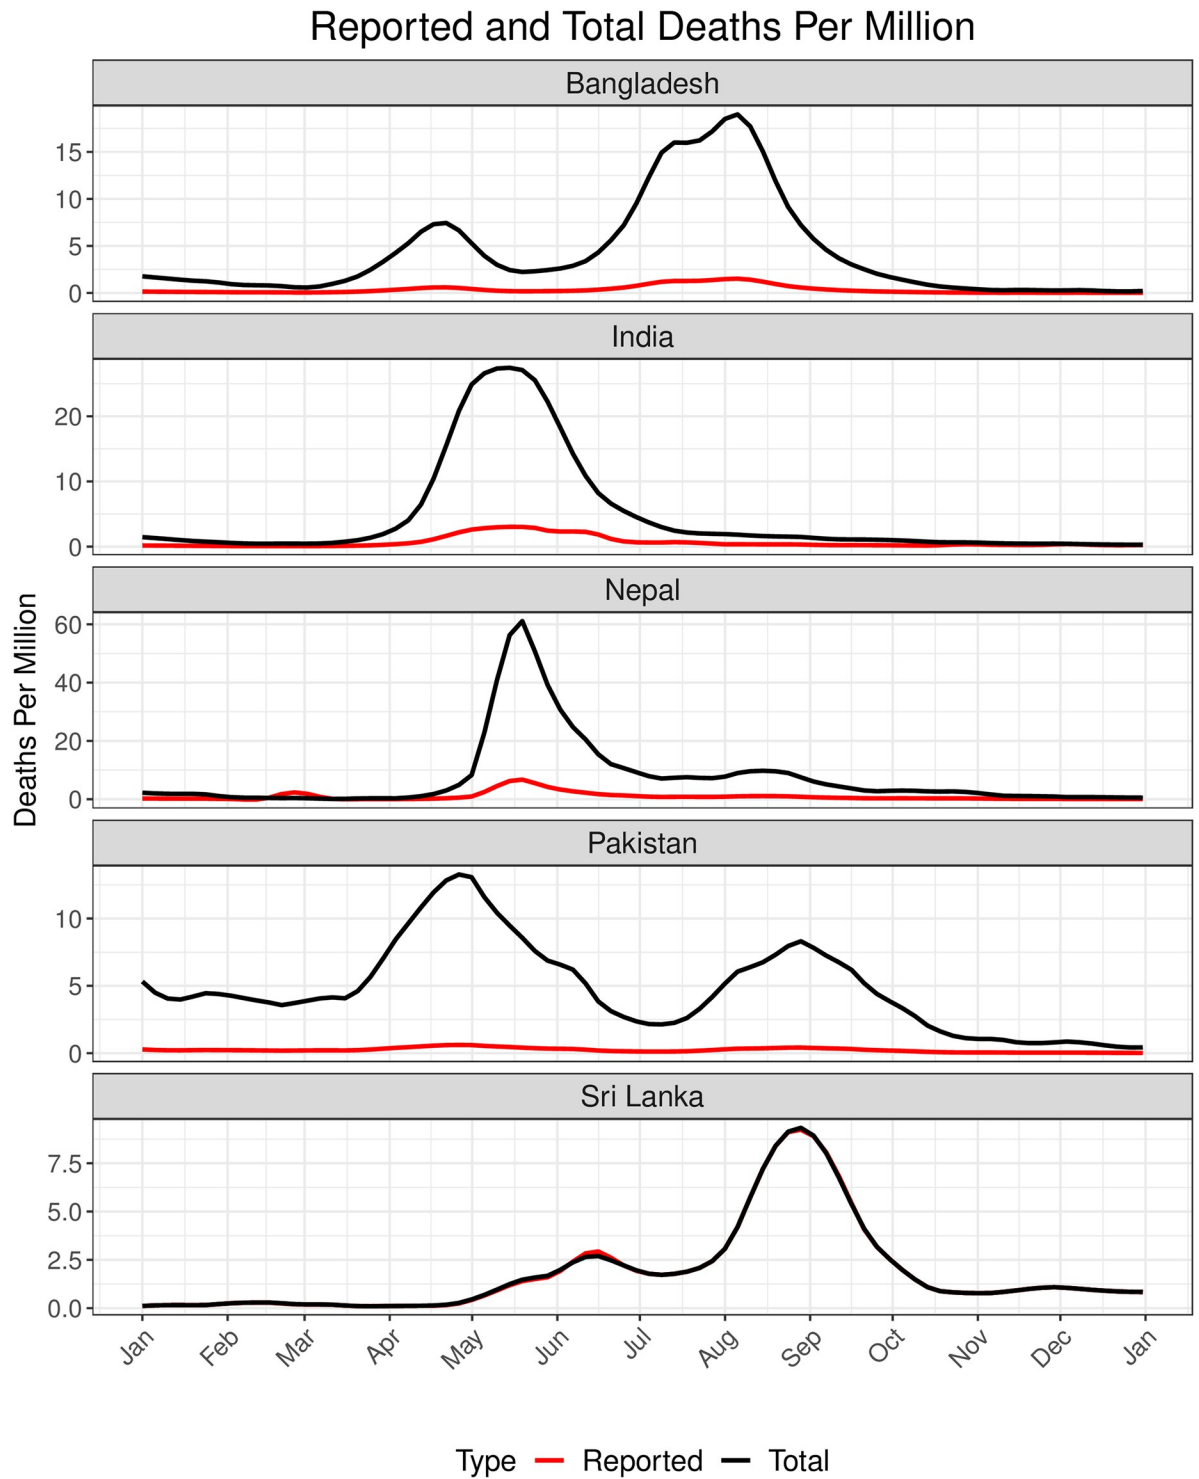 Reported and Total Deaths Per Million
Bangladesh
15
10
5
0
India
20
10
0
Nepal
60
40
20
0
Pakistan
10
5
0
Sri Lanka
7.5
5.0
2.5
0.0
Deaths Per Million
Jan Feb Mar Apr May Jun Jul Aug Sep Oct Nov Dec Jan
Type Reported Total